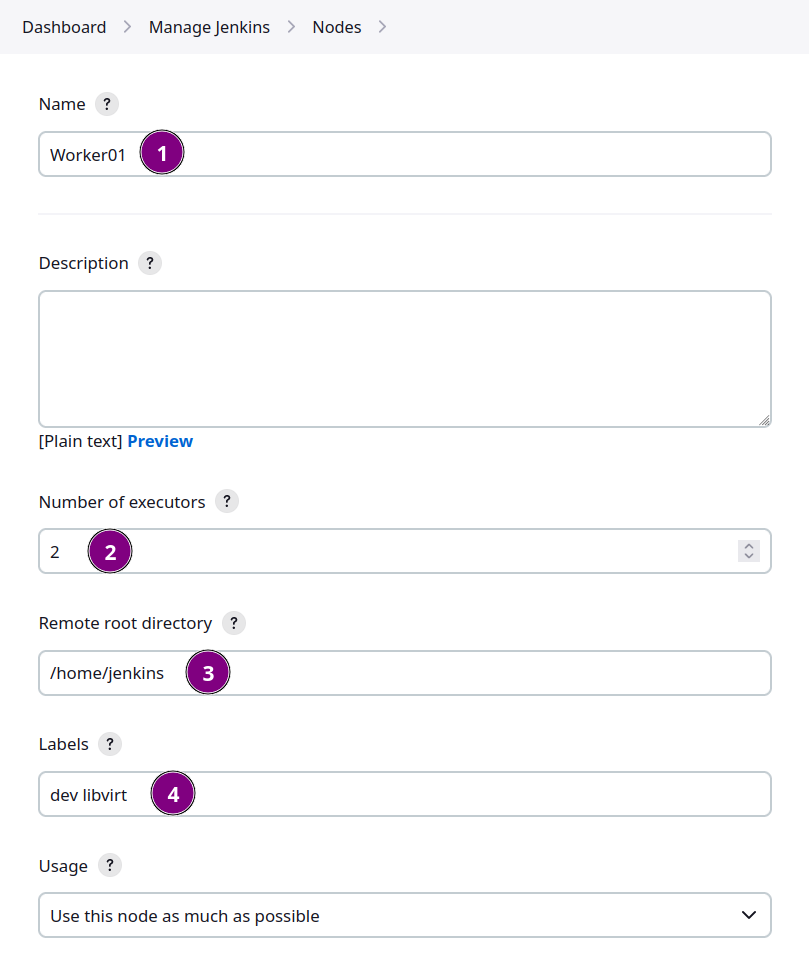 Dashboard > Manage Jenkins > Nodes >
Name ?
Worker01 1
Description ?
[Plain text] Preview
Number of executors ?
2 2
Remote root directory ?
/home/jenkins 3
Labels ?
dev libvirt 4
Usage ?
Use this node as much as possible